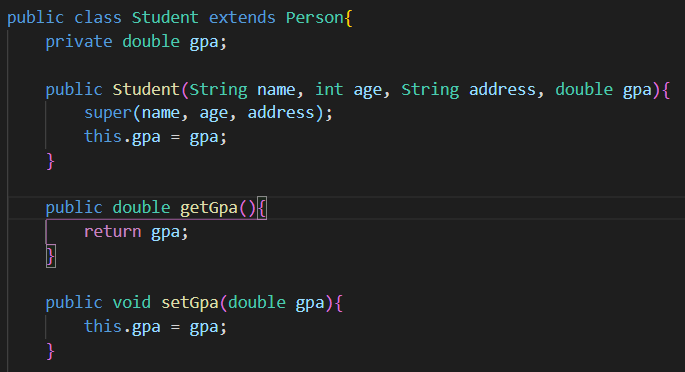 public class Student extends Person{
    private double gpa;

    public Student(String name, int age, String address, double gpa){
        super(name, age, address);
        this.gpa = gpa;
    }

    public double getGpa(){
        return gpa;
    }

    public void setGpa(double gpa){
        this.gpa = gpa;
    }